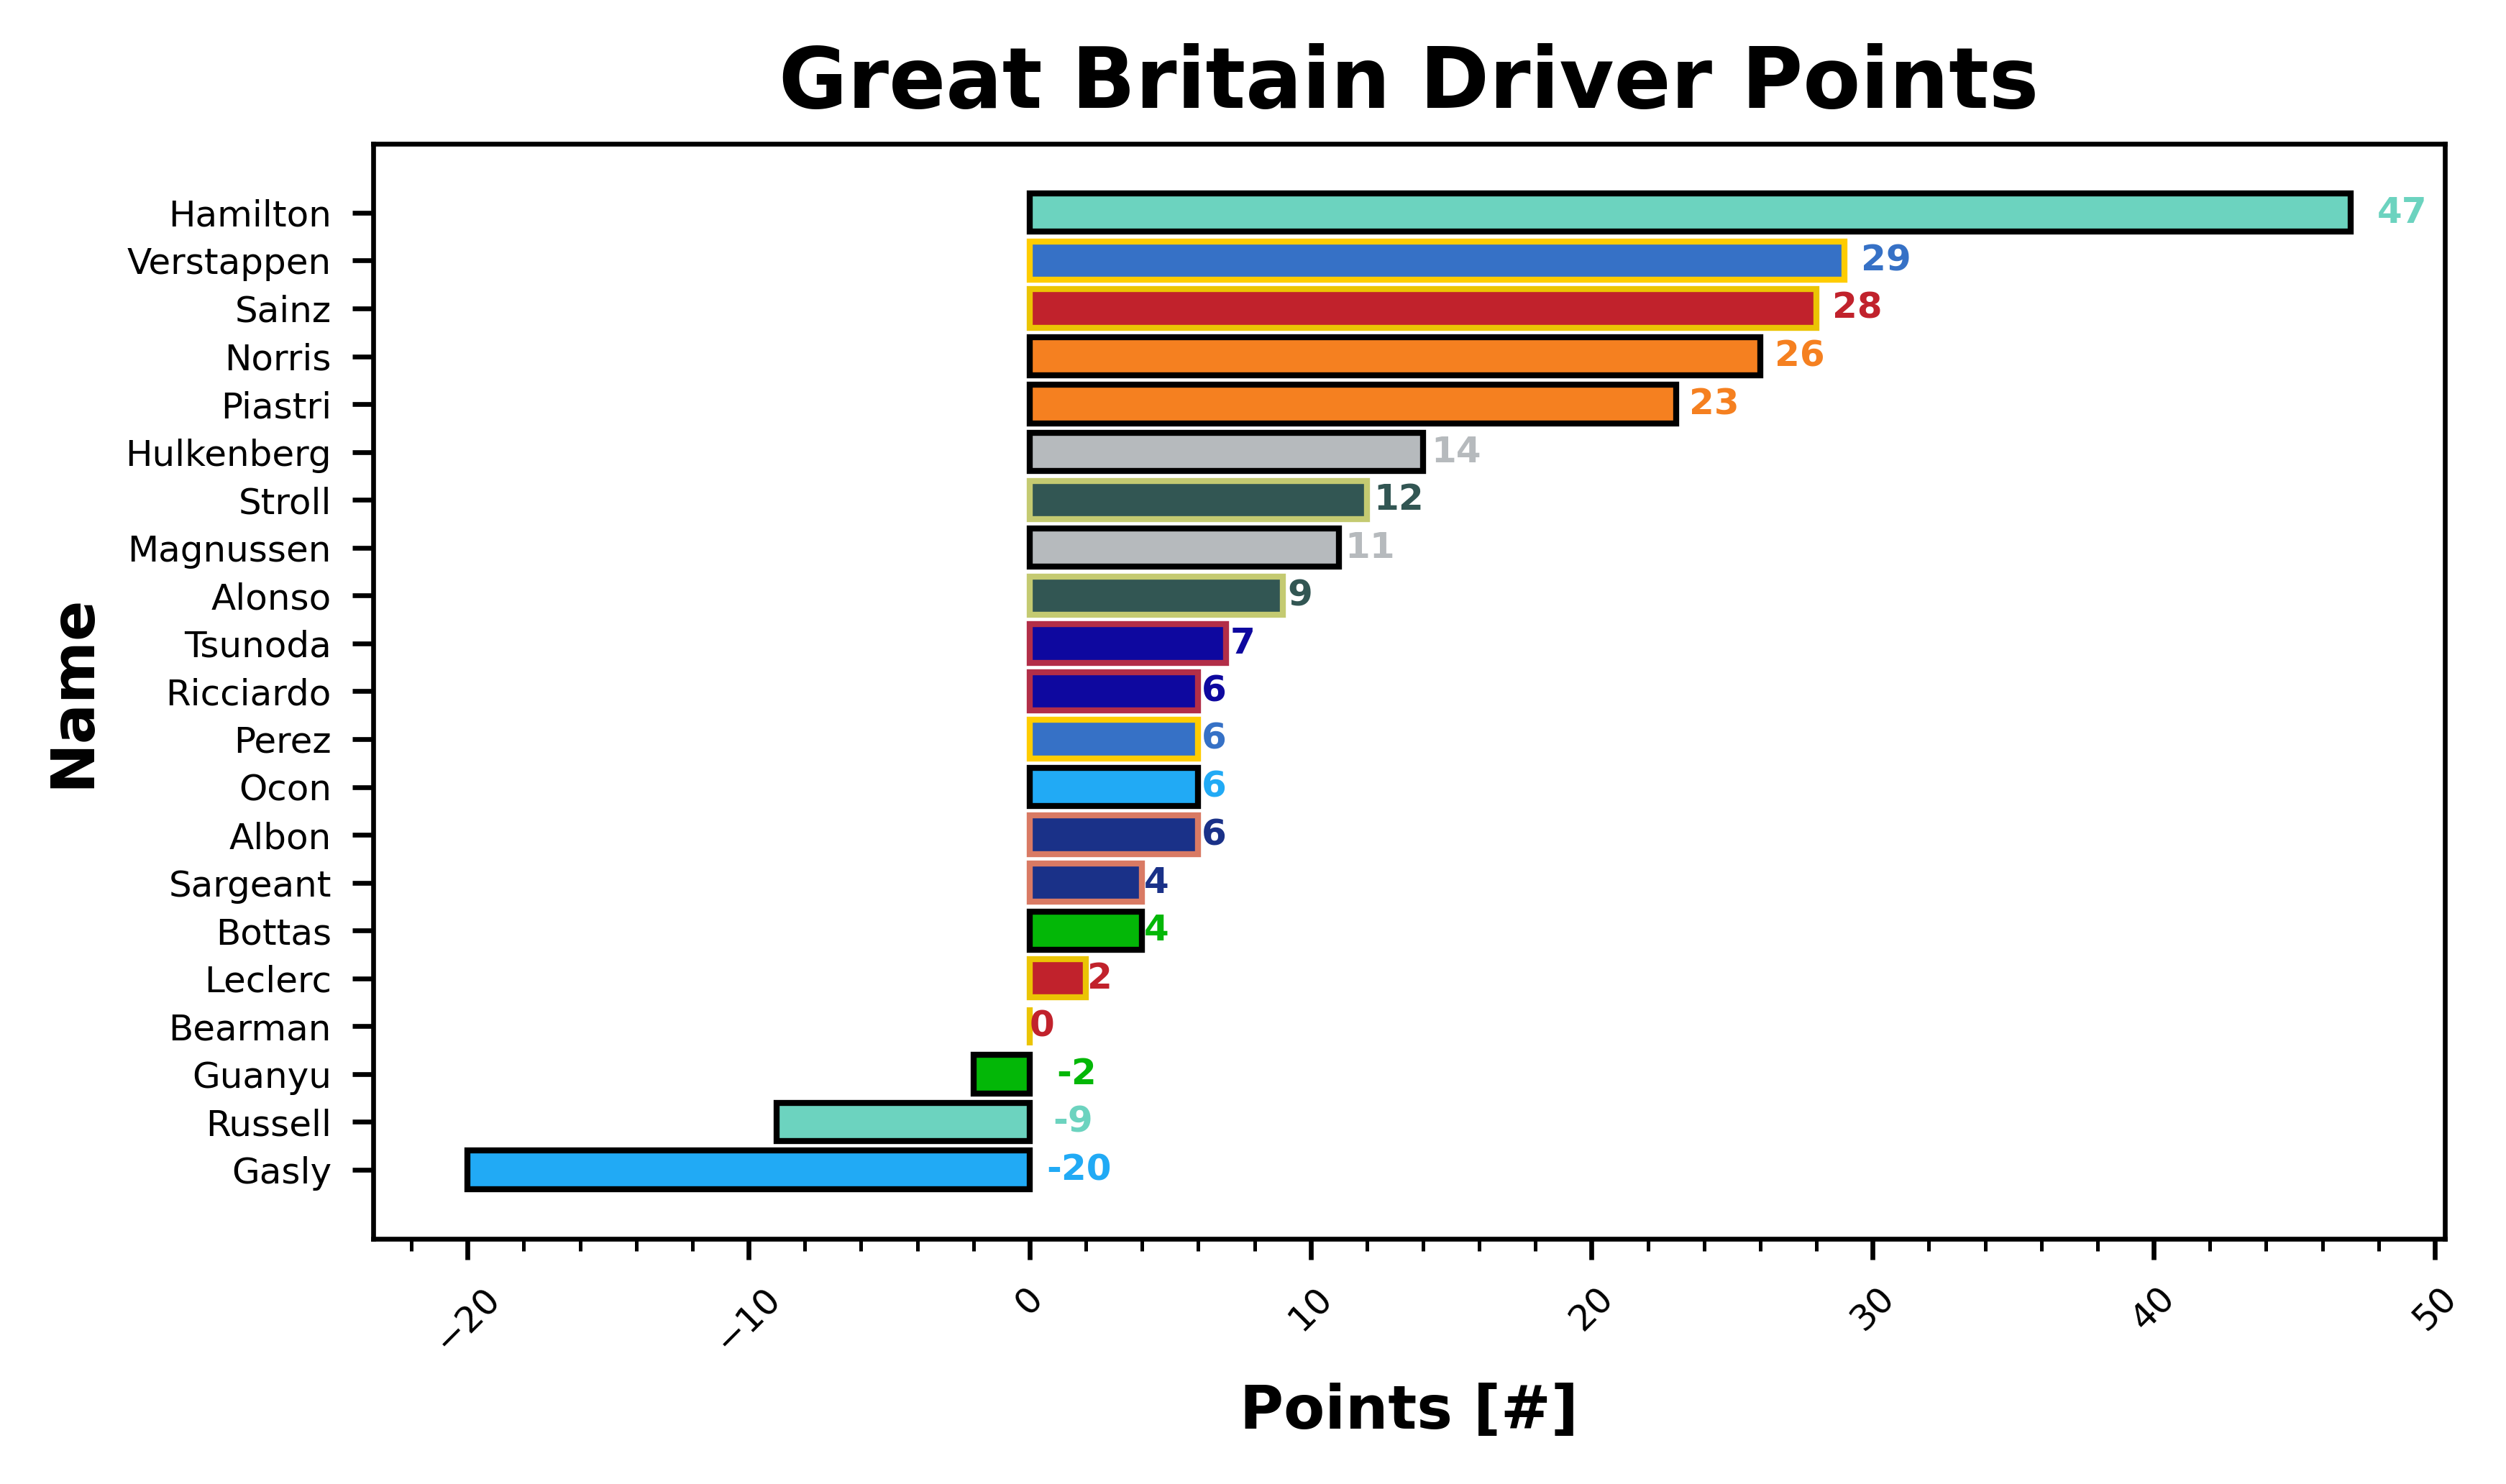 Great Britain Driver Points
Name
Hamilton 47
Verstappen 29
Sainz 28
Norris 26
Piastri 23
Hulkenberg 14
Stroll 12
Magnussen 11
Alonso 9
Tsunoda 7
Ricciardo 6
Perez 6
Ocon 6
Albon 6
Sargeant 4
Bottas 4
Leclerc 2
Bearman 0
Guanyu -2
Russell -9
Gasly -20
−20 −10 0 10 20 30 40 50
Points [#]